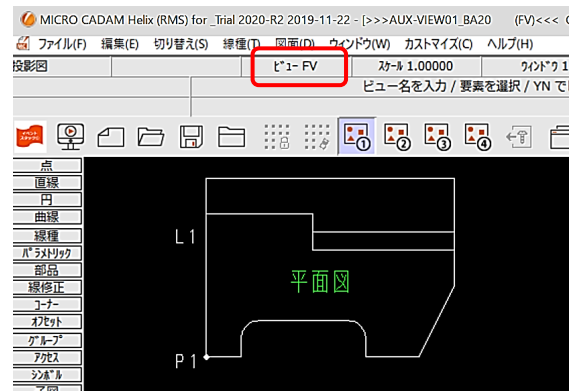 MICRO CADAM Helix (RMS) for _Trial 2020-R2 2019-11-22 - [>>>AUX-VIEW01_BA20 (FV)<<<
ファイル(F) 編集(E) 切り替え(S) 線種(T) 図面(D) ウィンドウ(W) カストマイズ(C) ヘルプ(H)
投影図 ビュー FV スケール 1.00000 ウィンドウ 1
ビュー名を入力 / 要素を選択 / YN で
1 2 3 4
点
直線
円
曲線
線種
パラメトリック
部品
線修正
コーナー
オフセット
グループ
アクセス
シンボル
子図
L1
平面図
P1